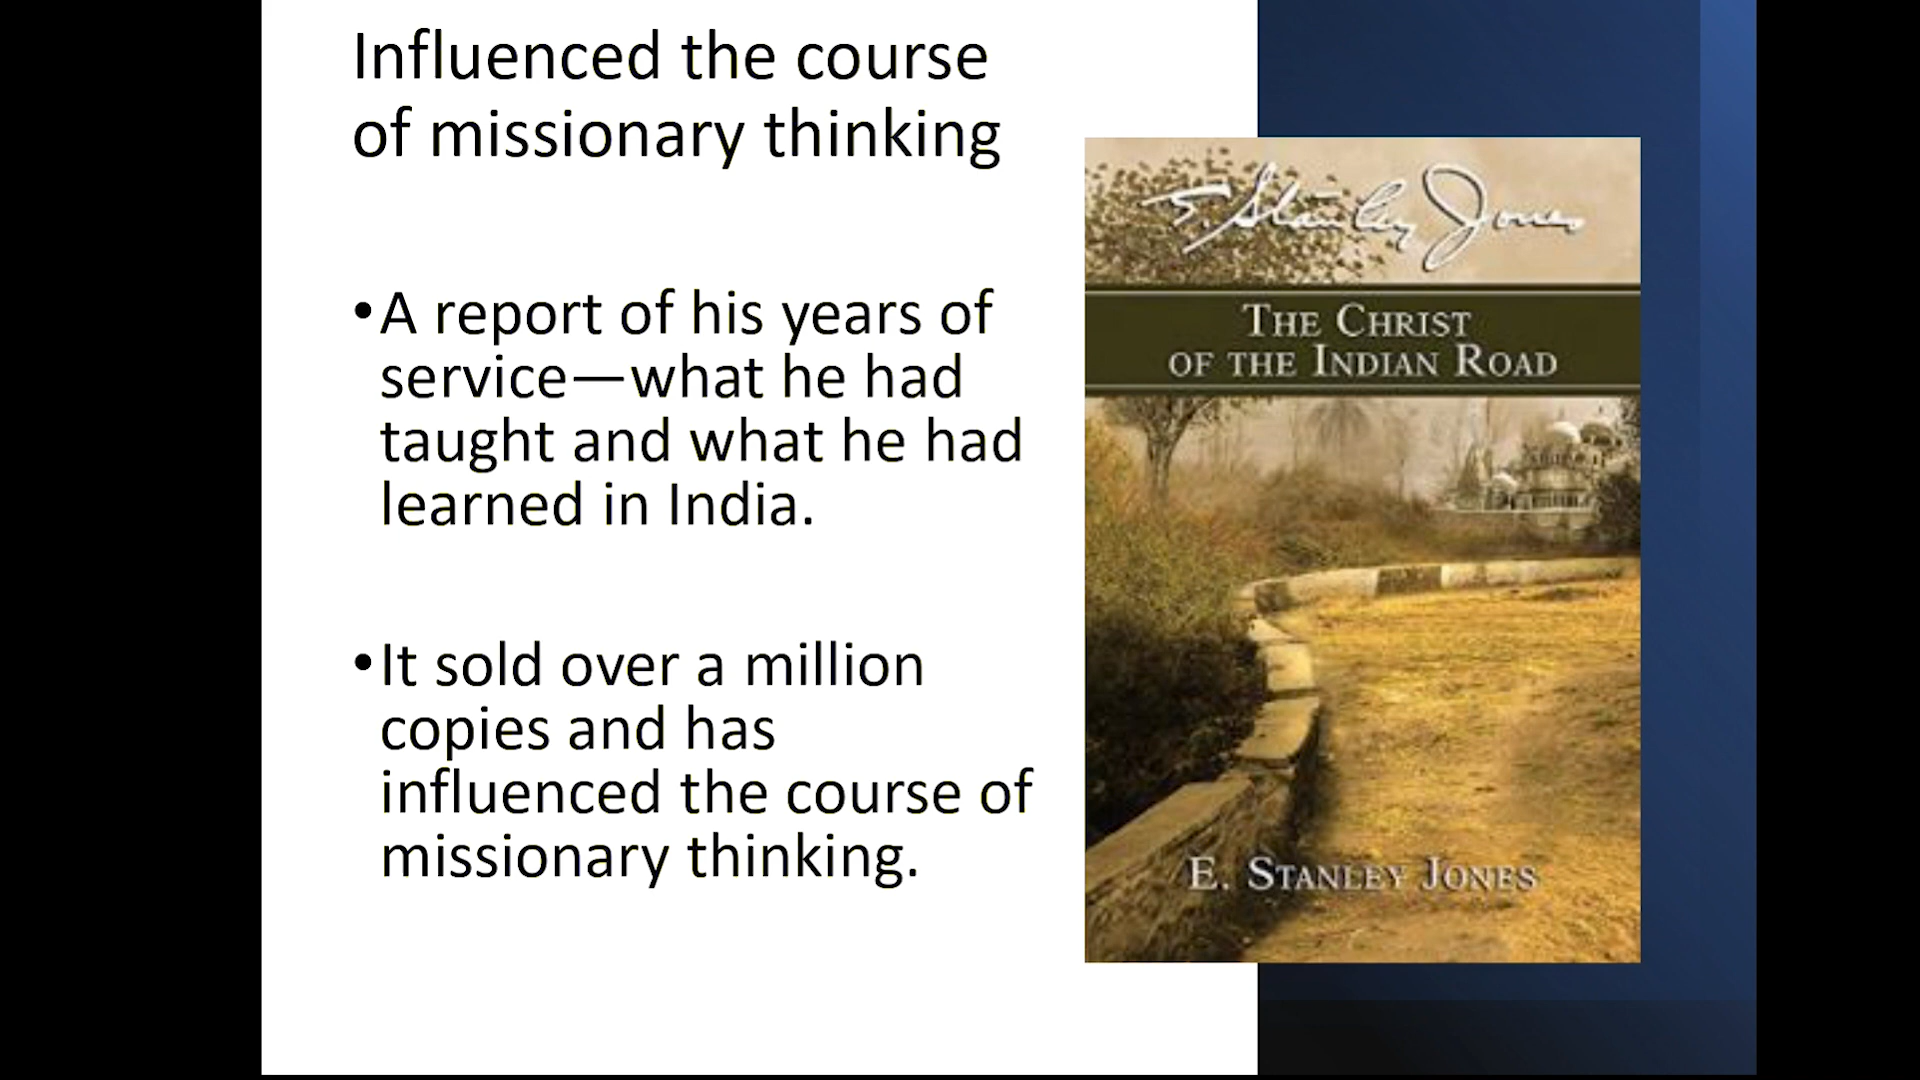 Influenced the course
of missionary thinking
•A report of his years of
service—what he had
taught and what he had
learned in India.
•It sold over a million
copies and has
influenced the course of
missionary thinking.
E. Stanley Jones
THE CHRIST
OF THE INDIAN ROAD
E. STANLEY JONES